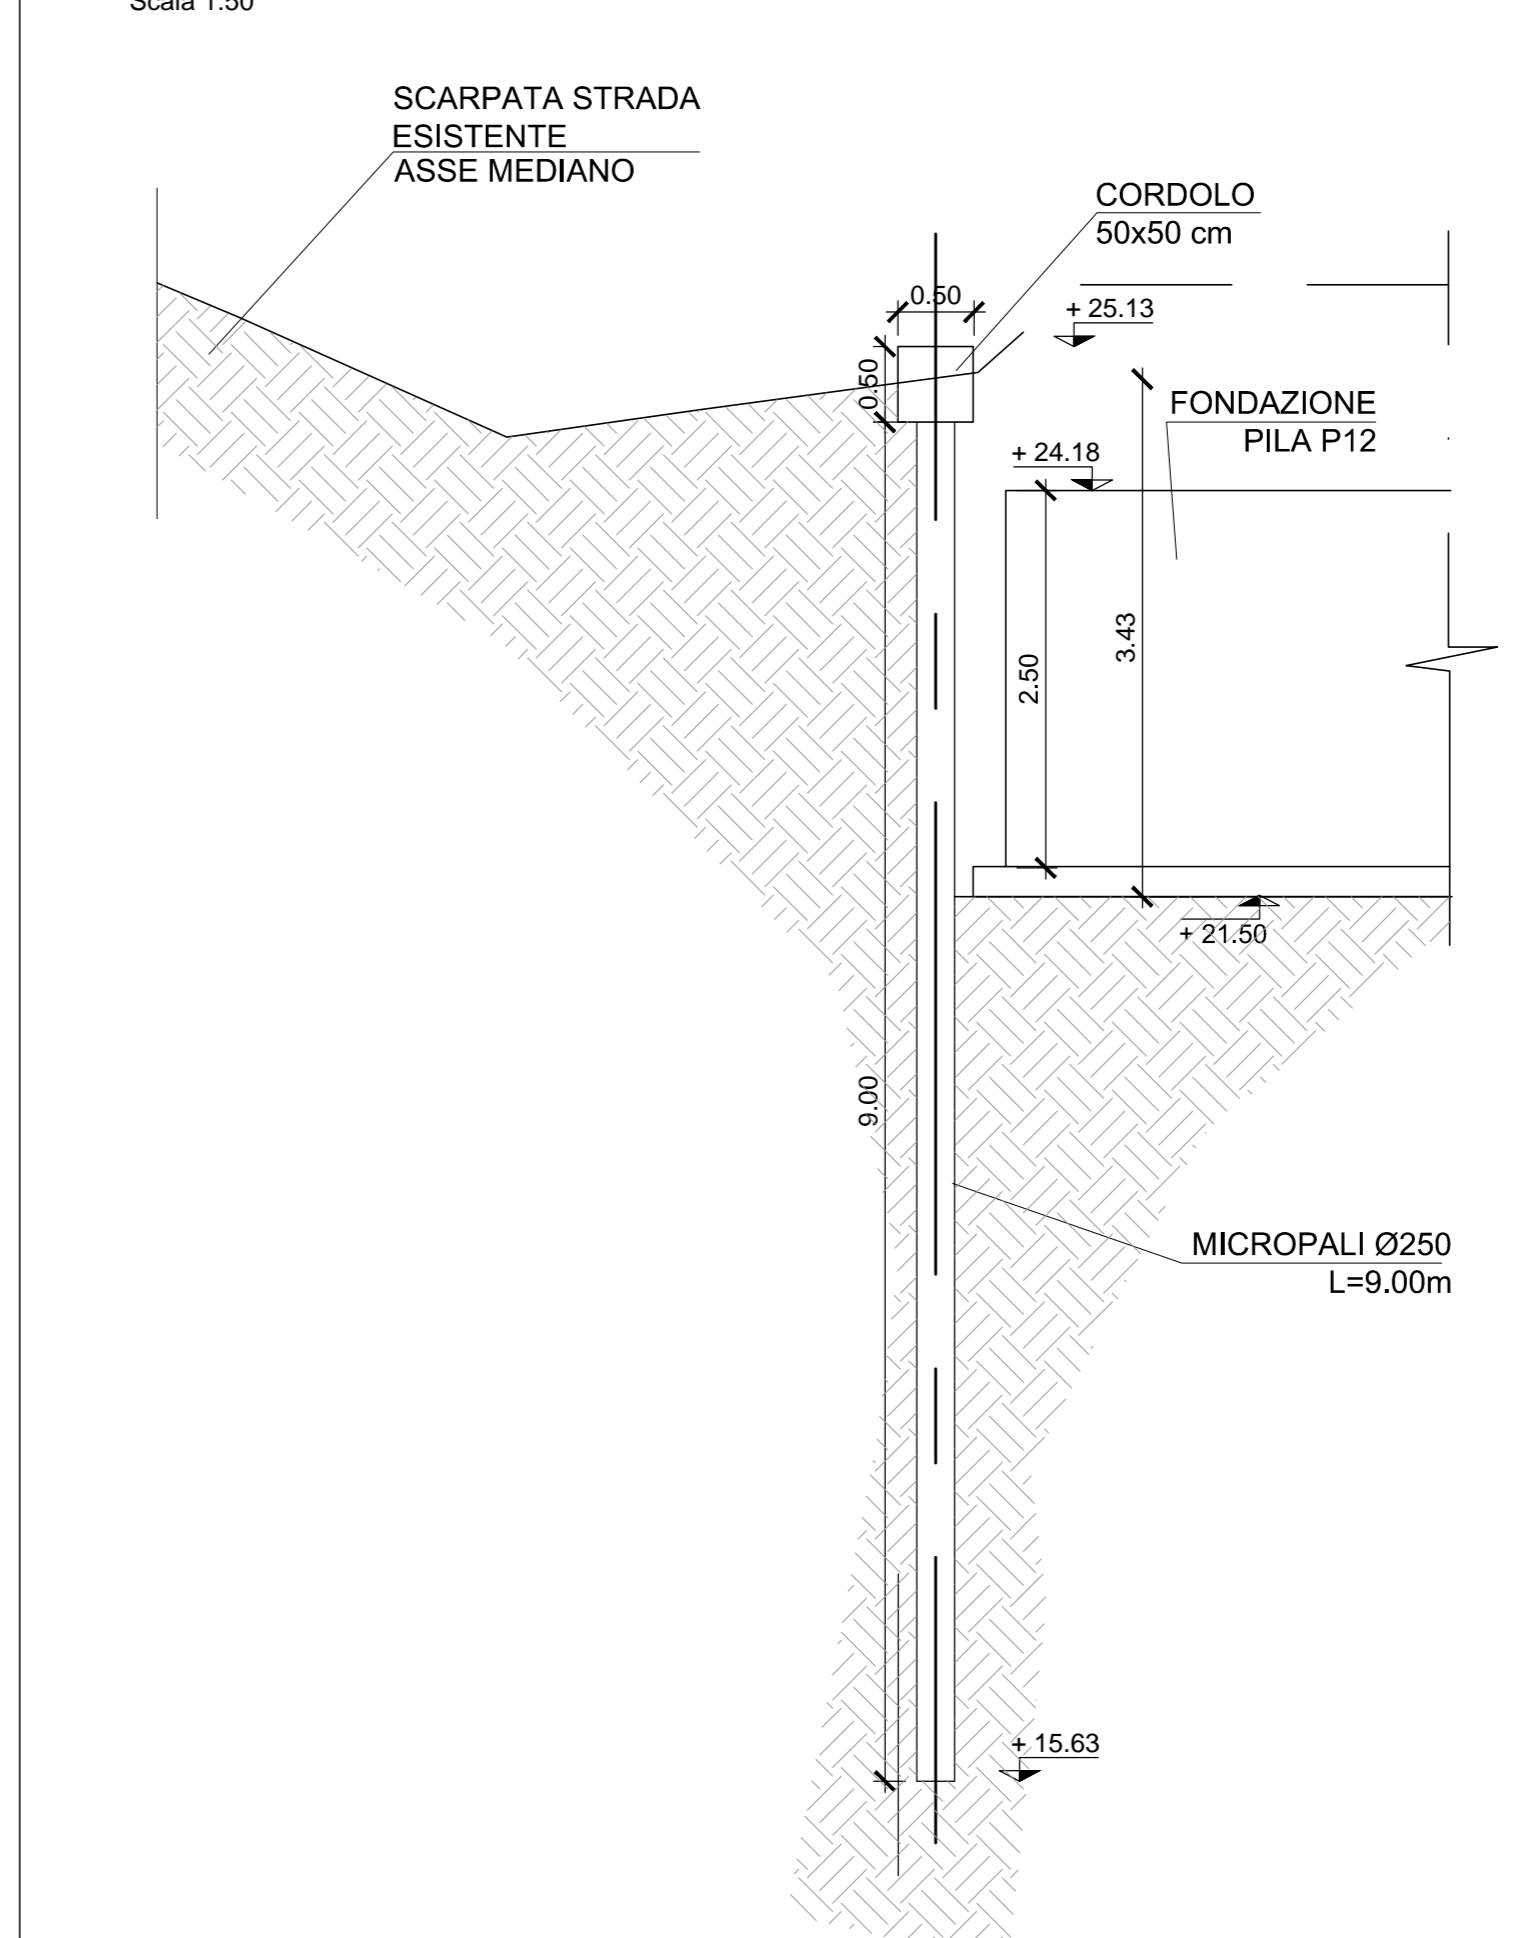 Scala 1:50
SCARPATA STRADA
ESISTENTE
ASSE MEDIANO
CORDOLO
50x50 cm
0.50
+ 25.13
0.50
FONDAZIONE
PILA P12
+ 24.18
3.43
2.50
+ 21.50
9.00
MICROPALI Ø250
L=9.00m
+ 15.63